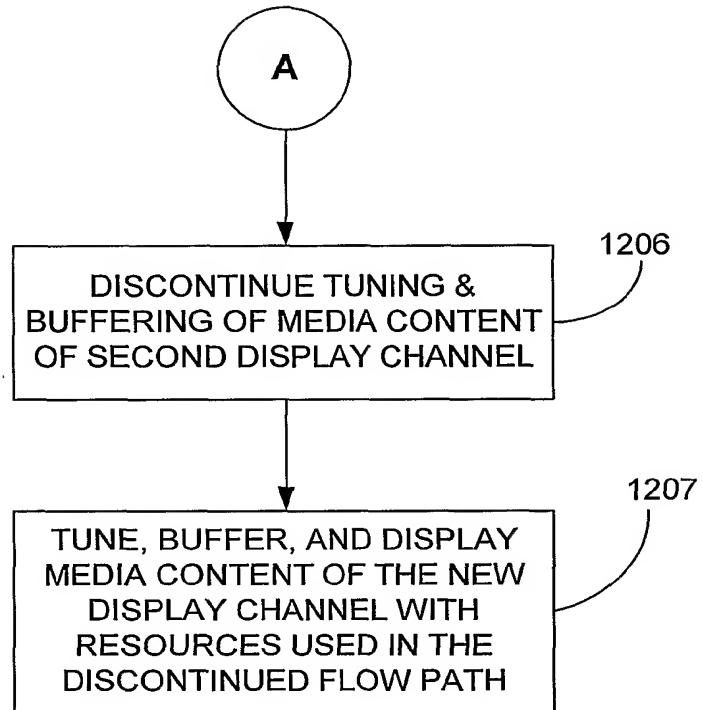 A
1206
DISCONTINUE TUNING &
BUFFERING OF MEDIA CONTENT
OF SECOND DISPLAY CHANNEL
1207
TUNE, BUFFER, AND DISPLAY
MEDIA CONTENT OF THE NEW
DISPLAY CHANNEL WITH
RESOURCES USED IN THE
DISCONTINUED FLOW PATH